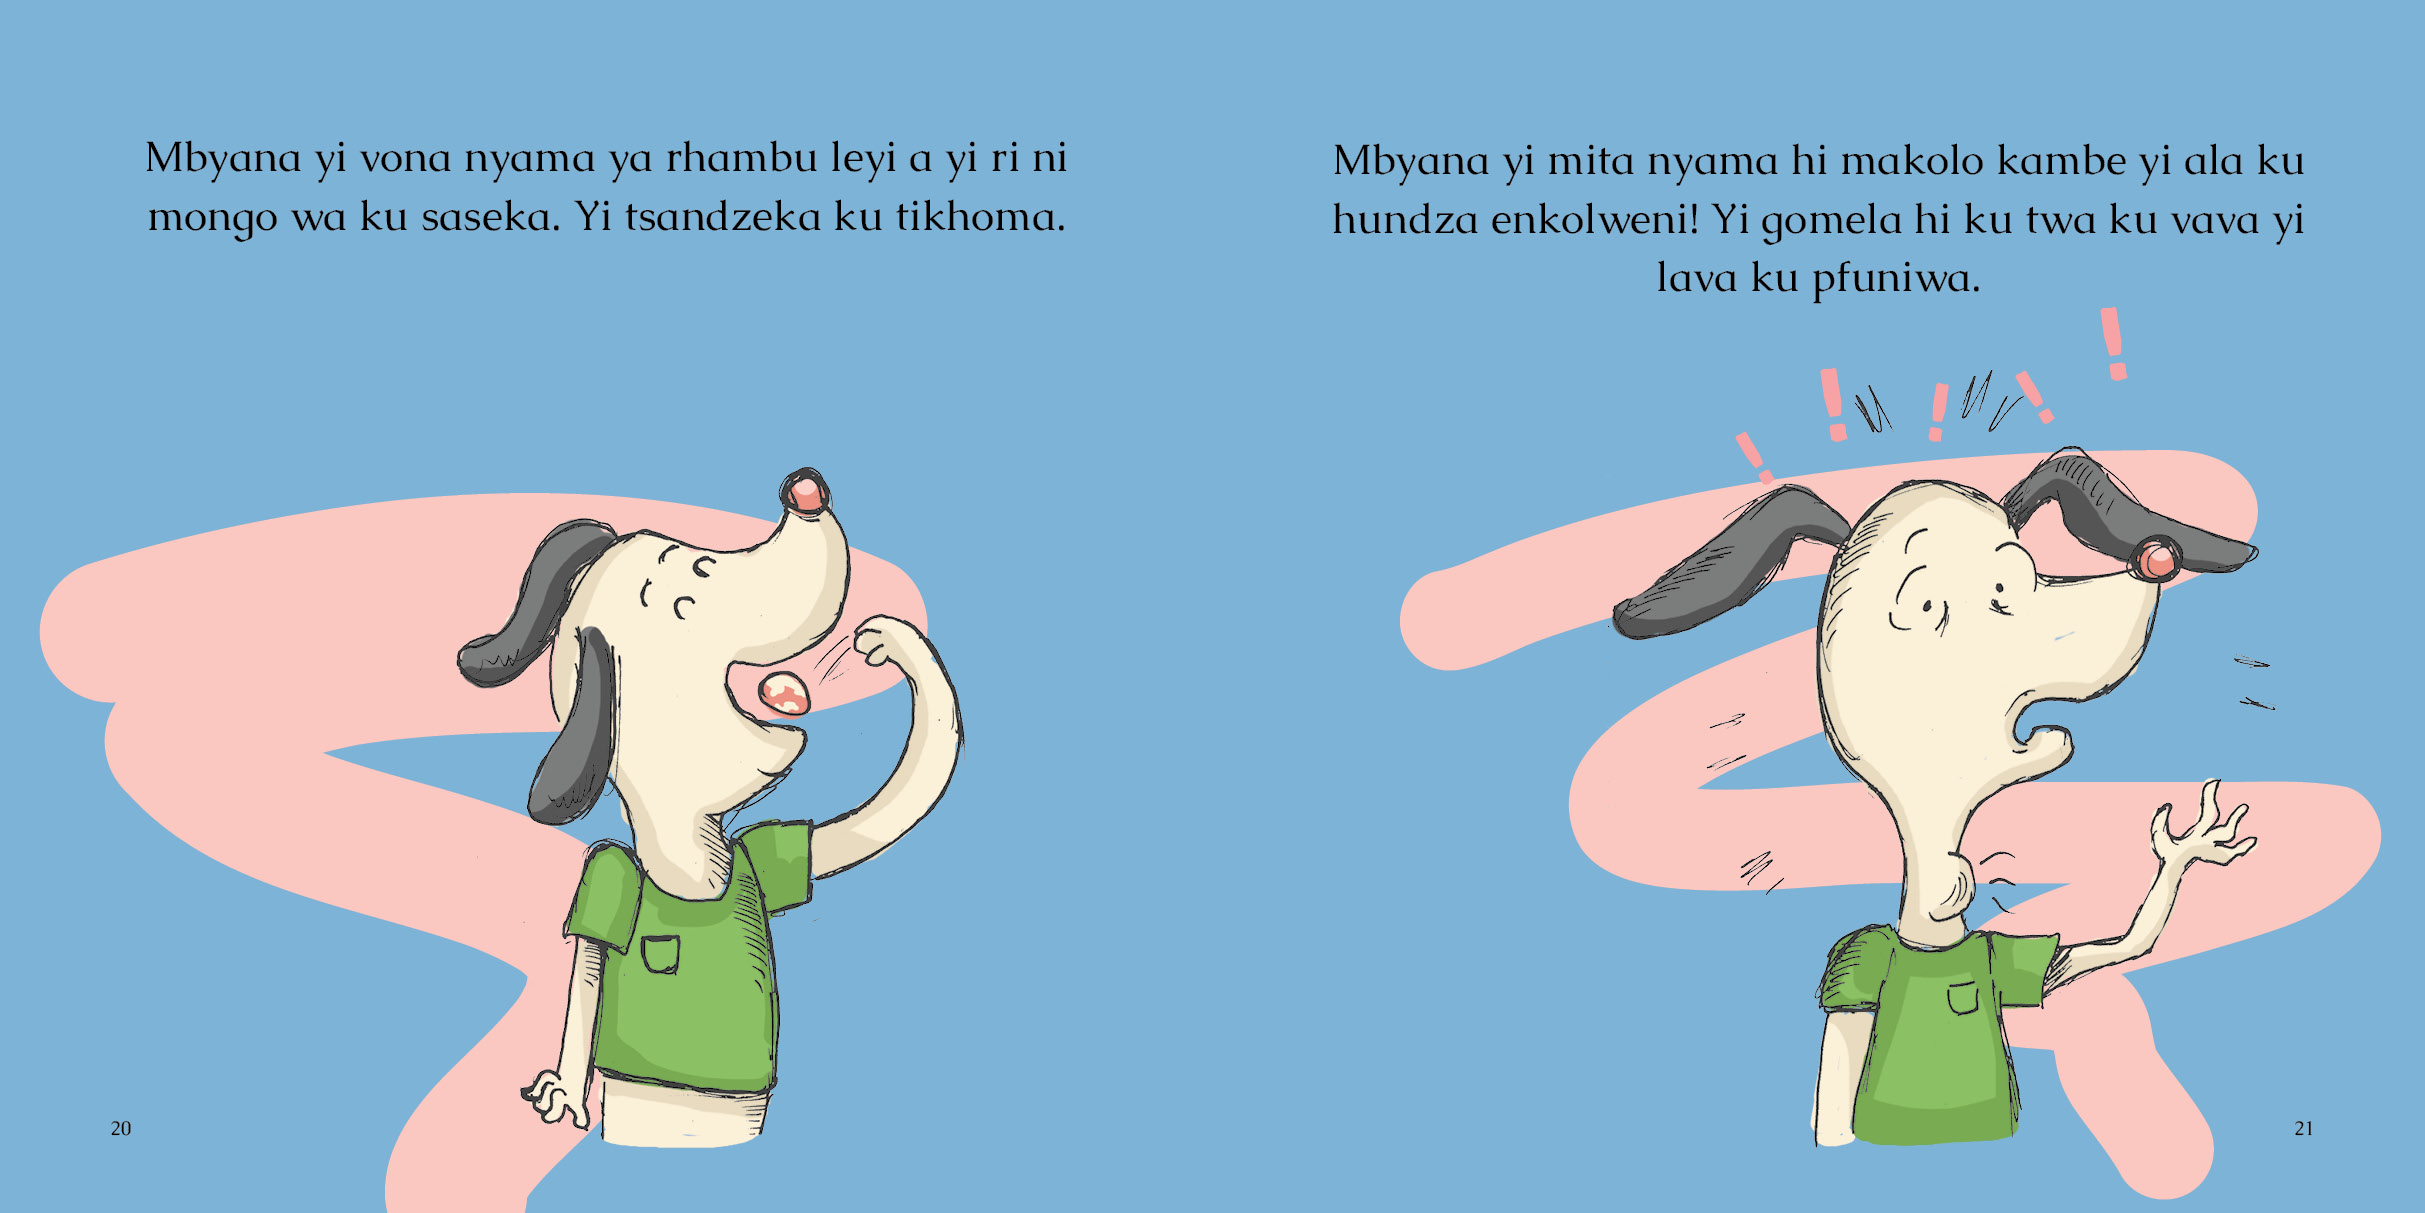 Mbyana yi vona nyama ya rhambu leyi a yi ri ni
mongo wa ku saseka. Yi tsandzeka ku tikhoma.
Mbyana yi mita nyama hi makolo kambe yi ala ku
hundza enkolweni! Yi gomela hi ku twa ku vava yi
lava ku pfuniwa.
20
21